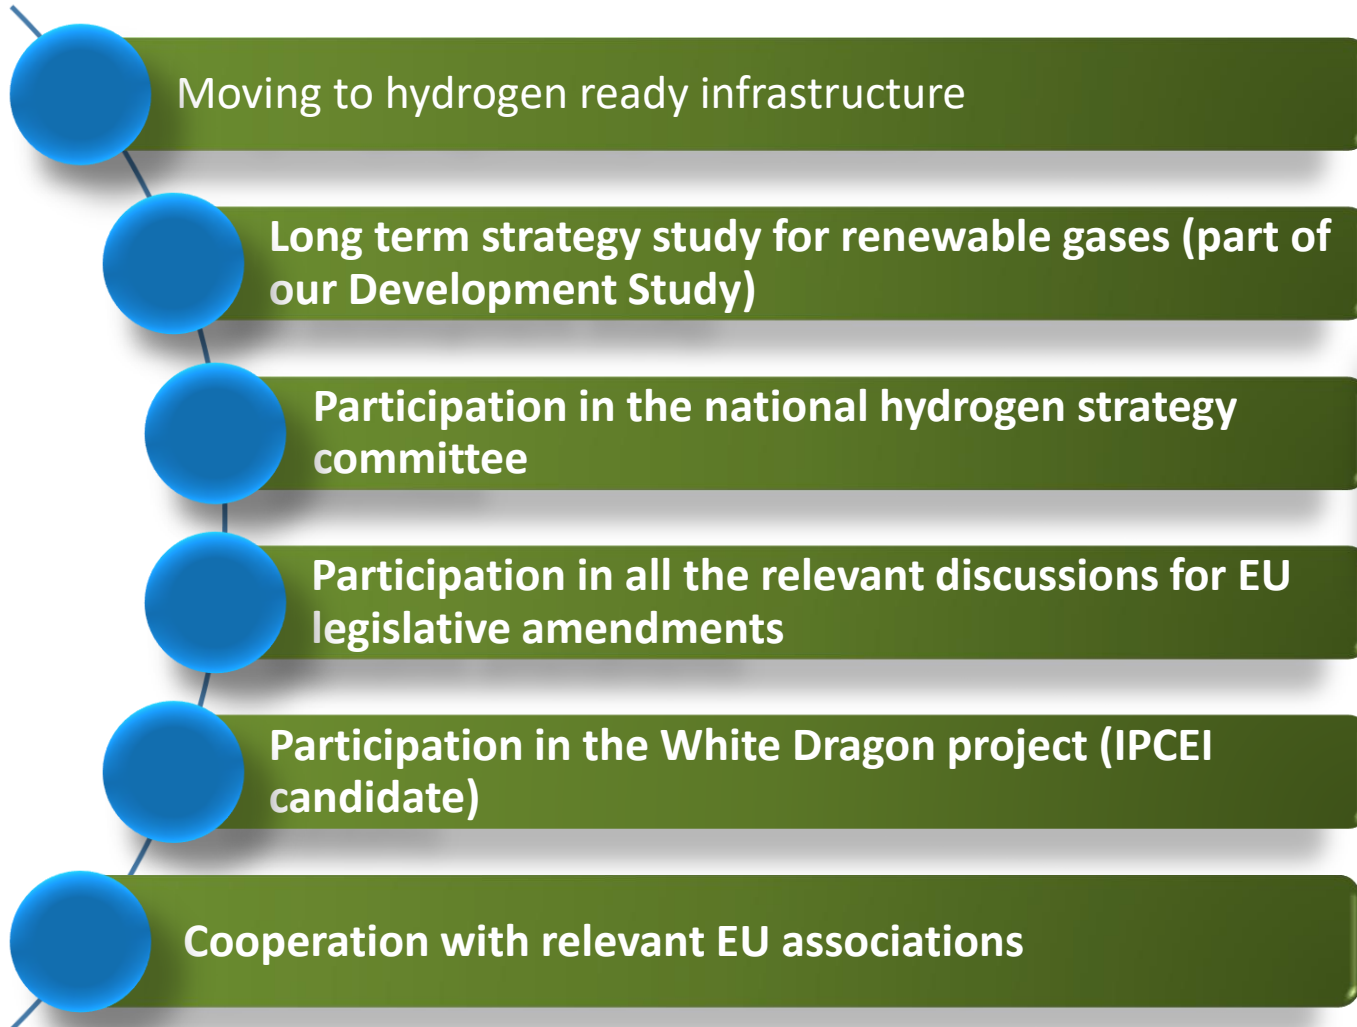 Moving to hydrogen ready infrastructure
Long term strategy study for renewable gases (part of
our Development Study)
Participation in the national hydrogen strategy
committee
Participation in all the relevant discussions for EU
legislative amendments
Participation in the White Dragon project (IPCEI
candidate)
Cooperation with relevant EU associations